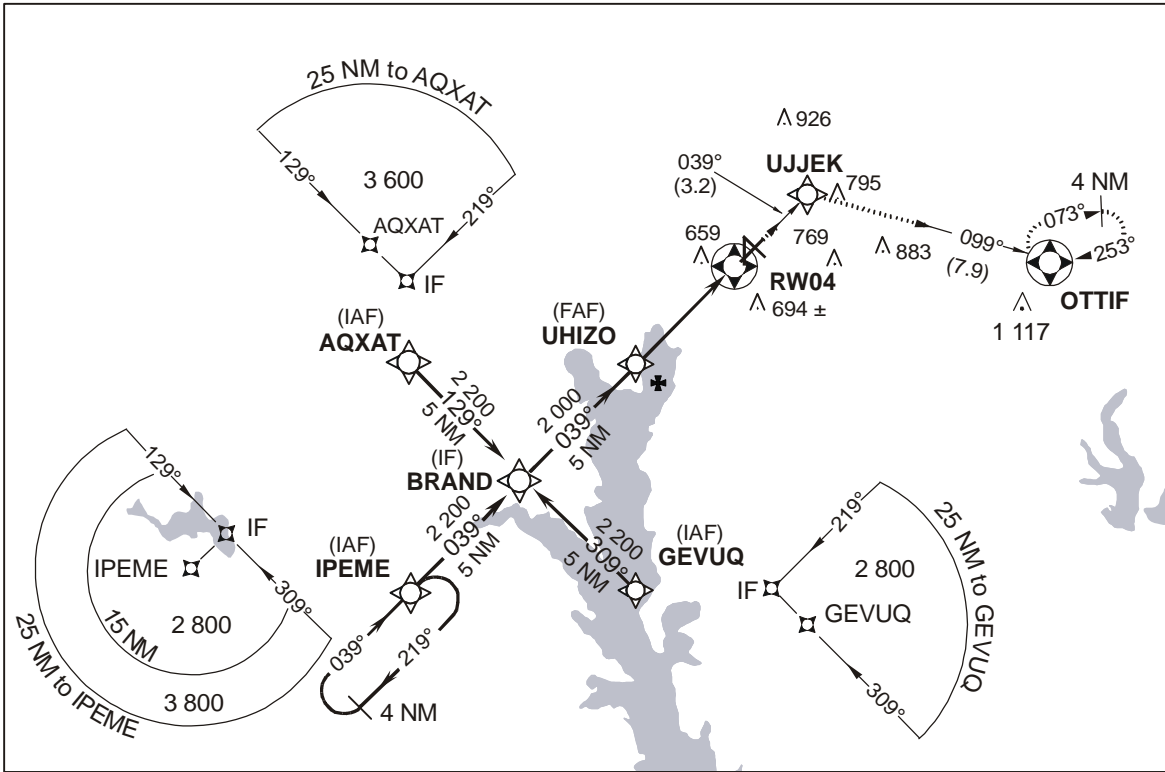 25 NM to AQXAT
129°
3 600
219°
AQXAT
IF
926
039°
(3.2)
UJJEK
795
659
769
883
099°
(7.9)
4 NM
073°
253°
RW04
694 ±
OTTIF
1 117
(IAF)
AQXAT
(FAF)
UHIZO
2 200
129°
5 NM
2 000
039°
5 NM
(IF)
BRAND
2 200
039°
5 NM
2 200
309°
5 NM
(IAF)
GEVUQ
(IAF)
IPEME
039°
219°
4 NM
129°
IF
IPEME
309°
2 800
15 NM
3 800
25 NM to IPEME
219°
IF
2 800
GEVUQ
309°
25 NM to GEVUQ